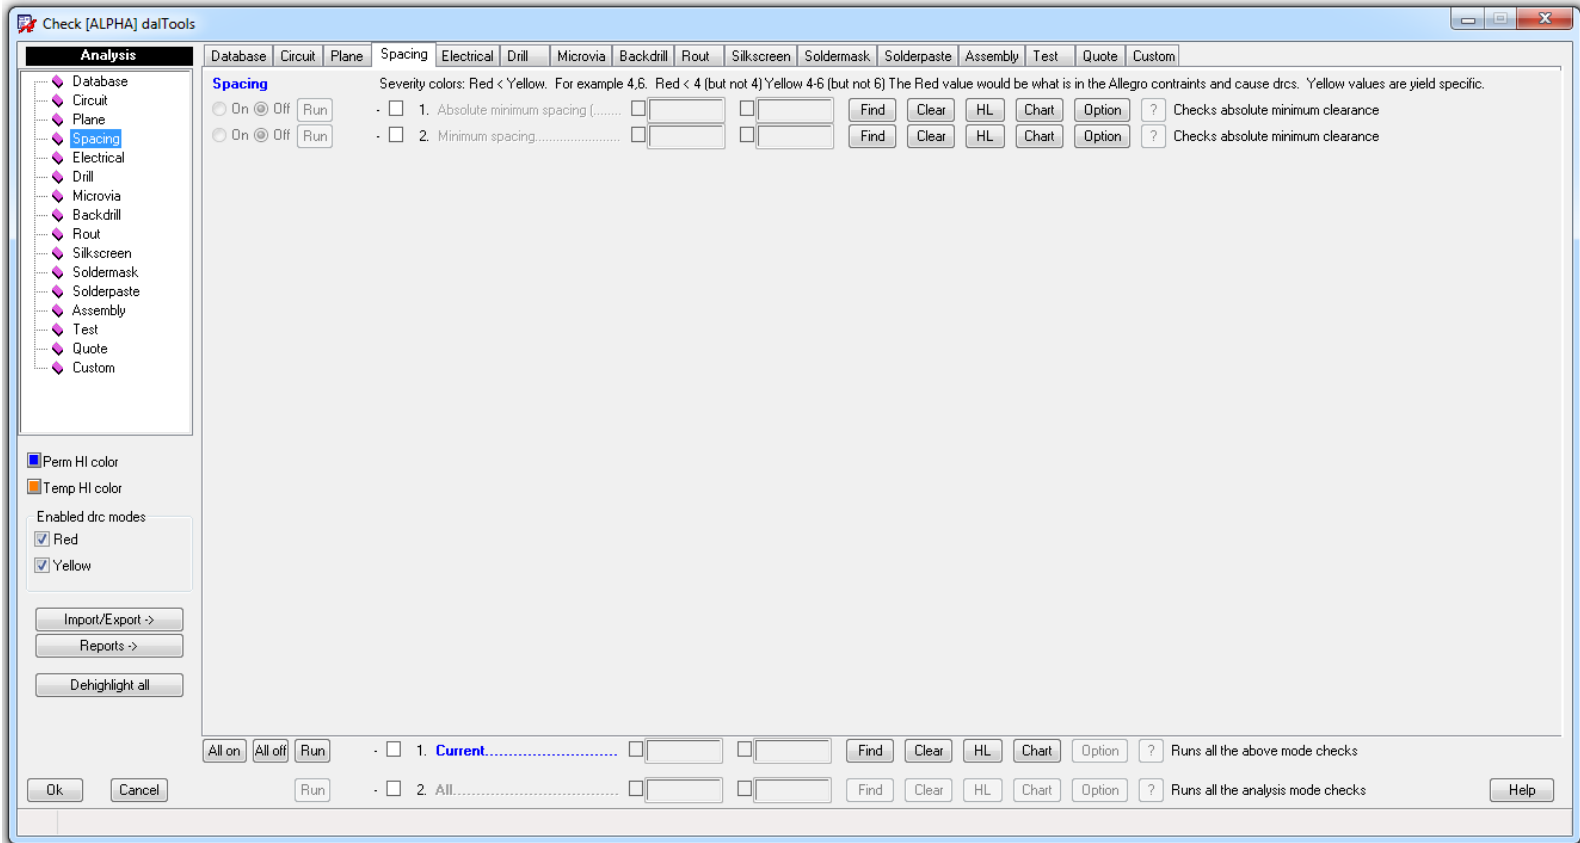 Check [ALPHA] dalTools
Analysis
Database
Circuit
Plane
Spacing
Electrical
Drill
Microvia
Backdrill
Rout
Silkscreen
Soldermask
Solderpaste
Assembly
Test
Quote
Custom
Perm HI color
Temp HI color
Enabled drc modes
Red
Yellow
Import/Export ->
Reports ->
Dehighlight all
Database Circuit Plane Spacing Electrical Drill Microvia Backdrill Rout Silkscreen Soldermask Solderpaste Assembly Test Quote Custom
Spacing Severity colors: Red < Yellow. For example 4,6. Red < 4 (but not 4) Yellow 4-6 (but not 6) The Red value would be what is in the Allegro contraints and cause drcs. Yellow values are yield specific.
On Off Run - 1. Absolute minimum spacing (........ Find Clear HL Chart Option ? Checks absolute minimum clearance
On Off Run - 2. Minimum spacing....................... Find Clear HL Chart Option ? Checks absolute minimum clearance
All on All off Run - 1. Current................................ Find Clear HL Chart Option ? Runs all the above mode checks
Ok Cancel Run - 2. All........................................ Find Clear HL Chart Option ? Runs all the analysis mode checks Help